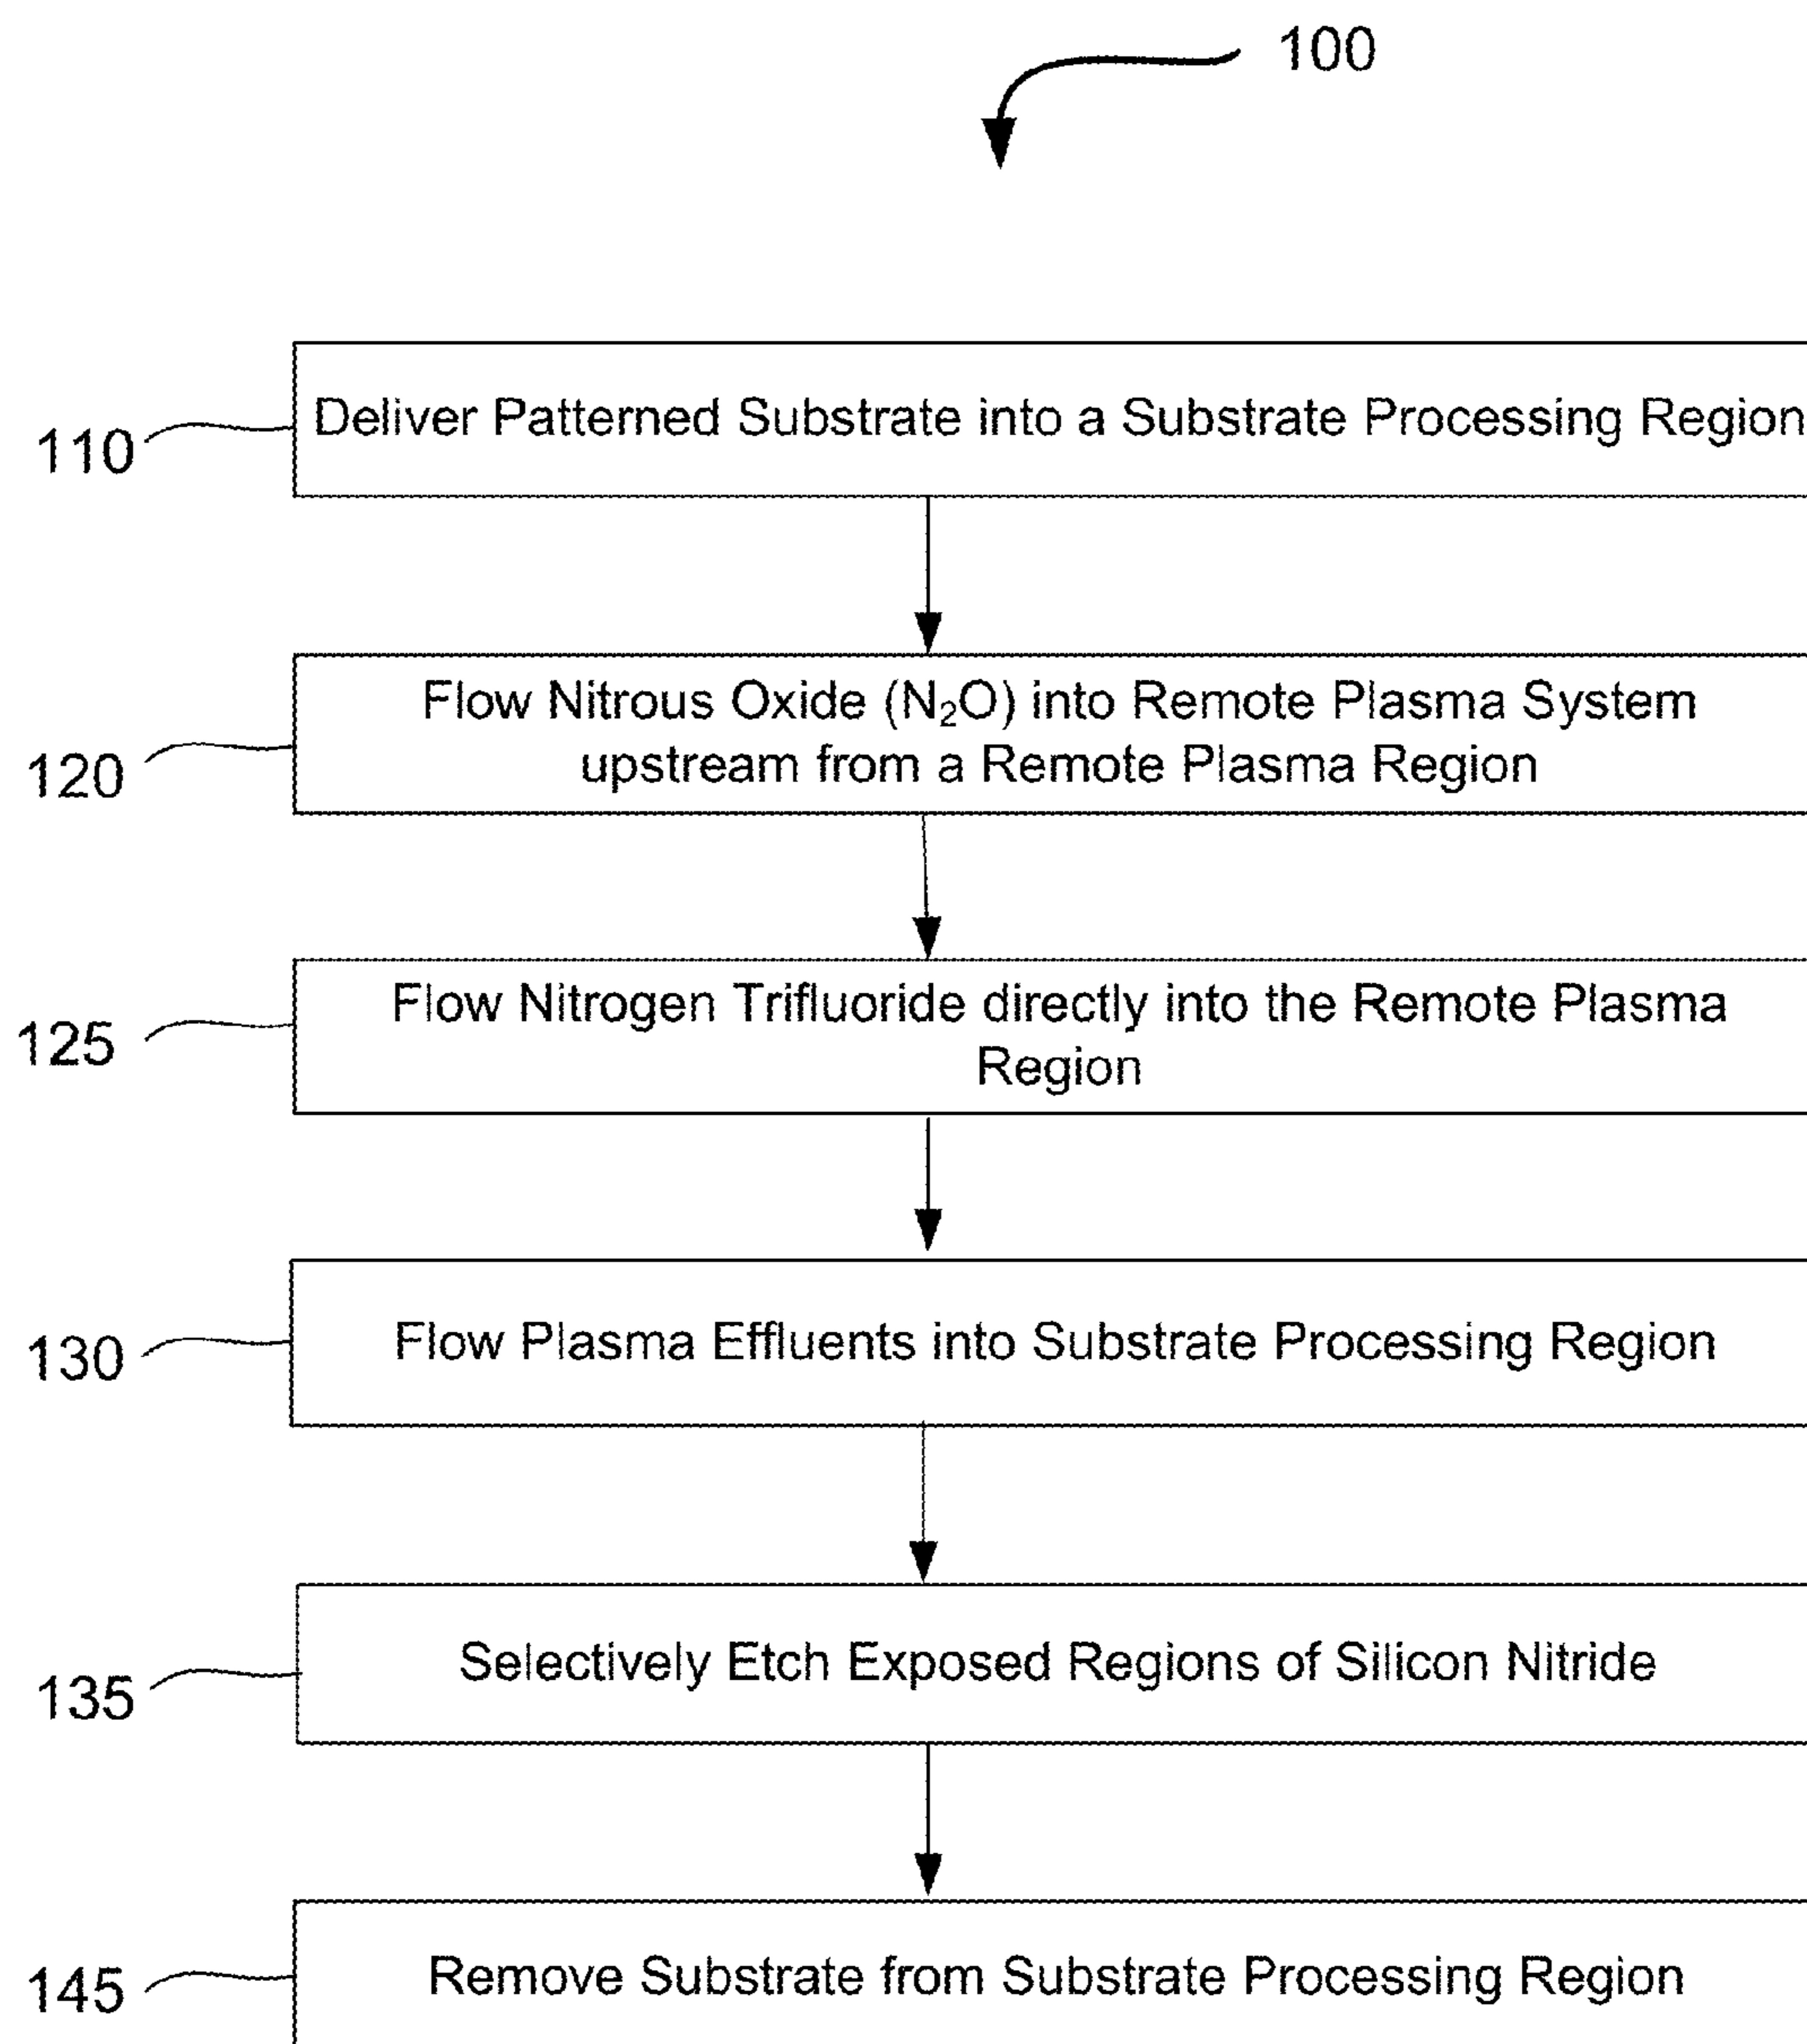 100
110
Deliver Patterned Substrate into a Substrate Processing Region
120
Flow Nitrous Oxide (N₂O) into Remote Plasma System
upstream from a Remote Plasma Region
125
Flow Nitrogen Trifluoride directly into the Remote Plasma
Region
130
Flow Plasma Effluents into Substrate Processing Region
135
Selectively Etch Exposed Regions of Silicon Nitride
145
Remove Substrate from Substrate Processing Region